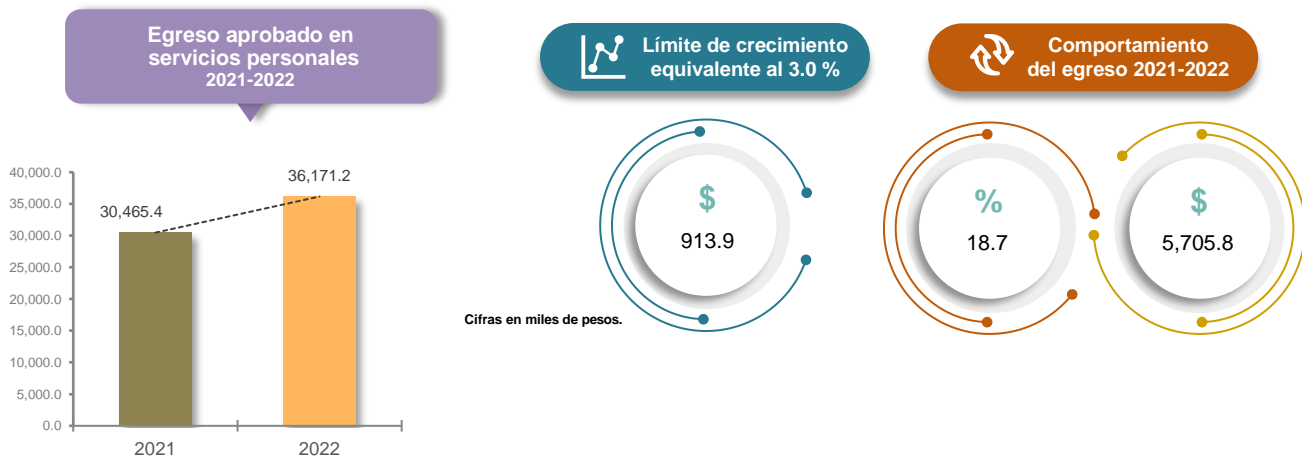 Egreso aprobado en
servicios personales
2021-2022
40,000.0
35,000.0
30,000.0
25,000.0
20,000.0
15,000.0
10,000.0
5,000.0
0.0
30,465.4
36,171.2
2021
2022
Límite de crecimiento
equivalente al 3.0 %
$
913.9
Cifras en miles de pesos.
Comportamiento
del egreso 2021-2022
%
18.7
$
5,705.8